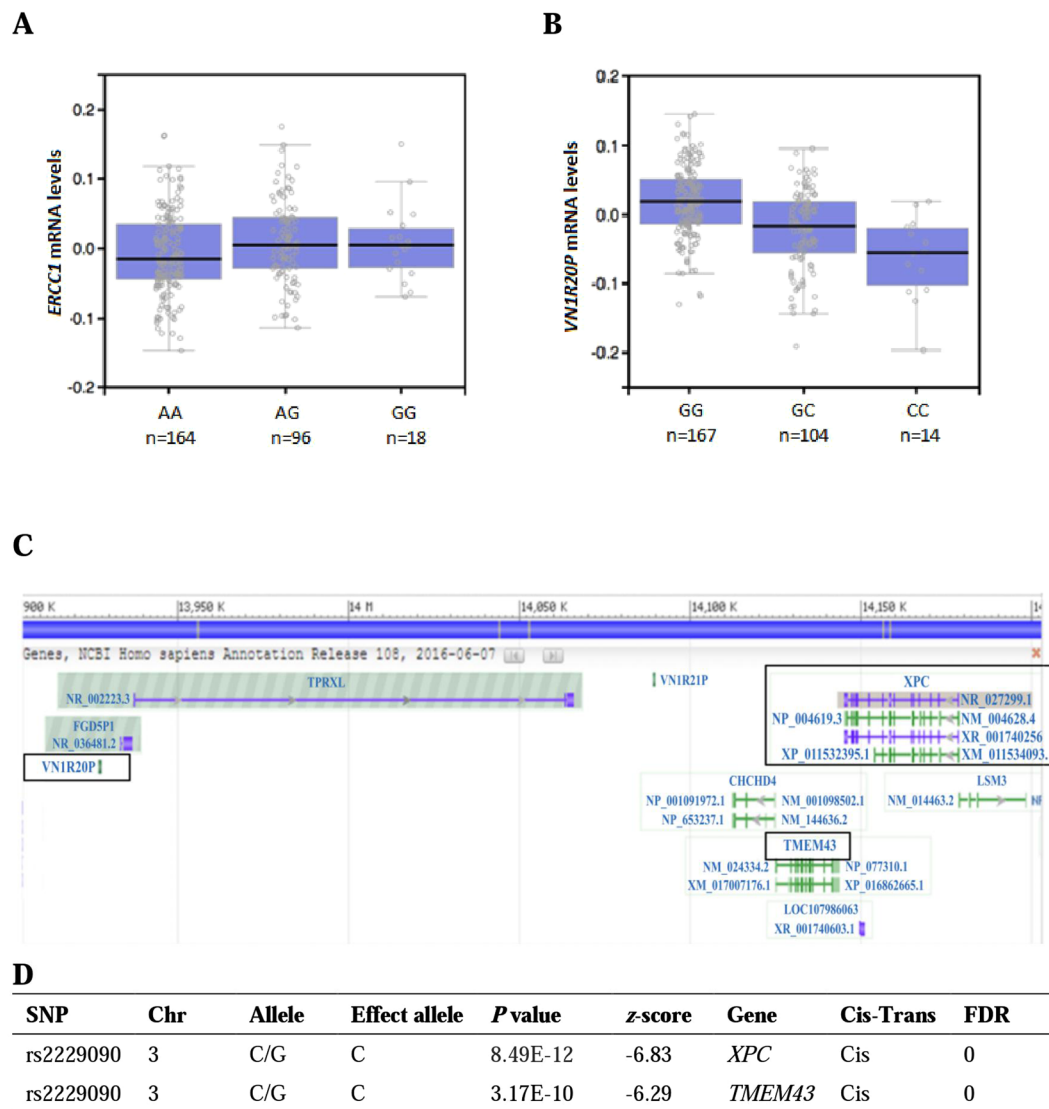 A
B
ERCC1 mRNA levels
0.2
0.1
0.0
-0.1
-0.2
AA
AG
GG
n=164
n=96
n=18
VN1R20P mRNA levels
0.2
0.1
0.0
-0.1
-0.2
GG
GC
CC
n=167
n=104
n=14
C
900 K
13,950 K
14 M
14,050 K
14,100 K
14,150 K
Genes, NCBI Homo sapiens Annotation Release 108, 2016-06-07
TPRXL
NR_002223.3
FGD5P1
NR_036481.2
VN1R20P
VN1R21P
XPC
NR_027299.1
NP_004619.3 NM_004628.4
XR_001740256
XP_011532395.1 XM_011534093.
CHCHD4
NP_001091972.1 NM_001098502.1
NP_653237.1 NM_144636.2
LSM3
NM_014463.2
TMEM43
NM_024334.2 NP_077310.1
XM_017007176.1 XP_016862665.1
LOC107986063
XR_001740603.1
D
SNP Chr Allele Effect allele P value z-score Gene Cis-Trans FDR
rs2229090 3 C/G C 8.49E-12 -6.83 XPC Cis 0
rs2229090 3 C/G C 3.17E-10 -6.29 TMEM43 Cis 0